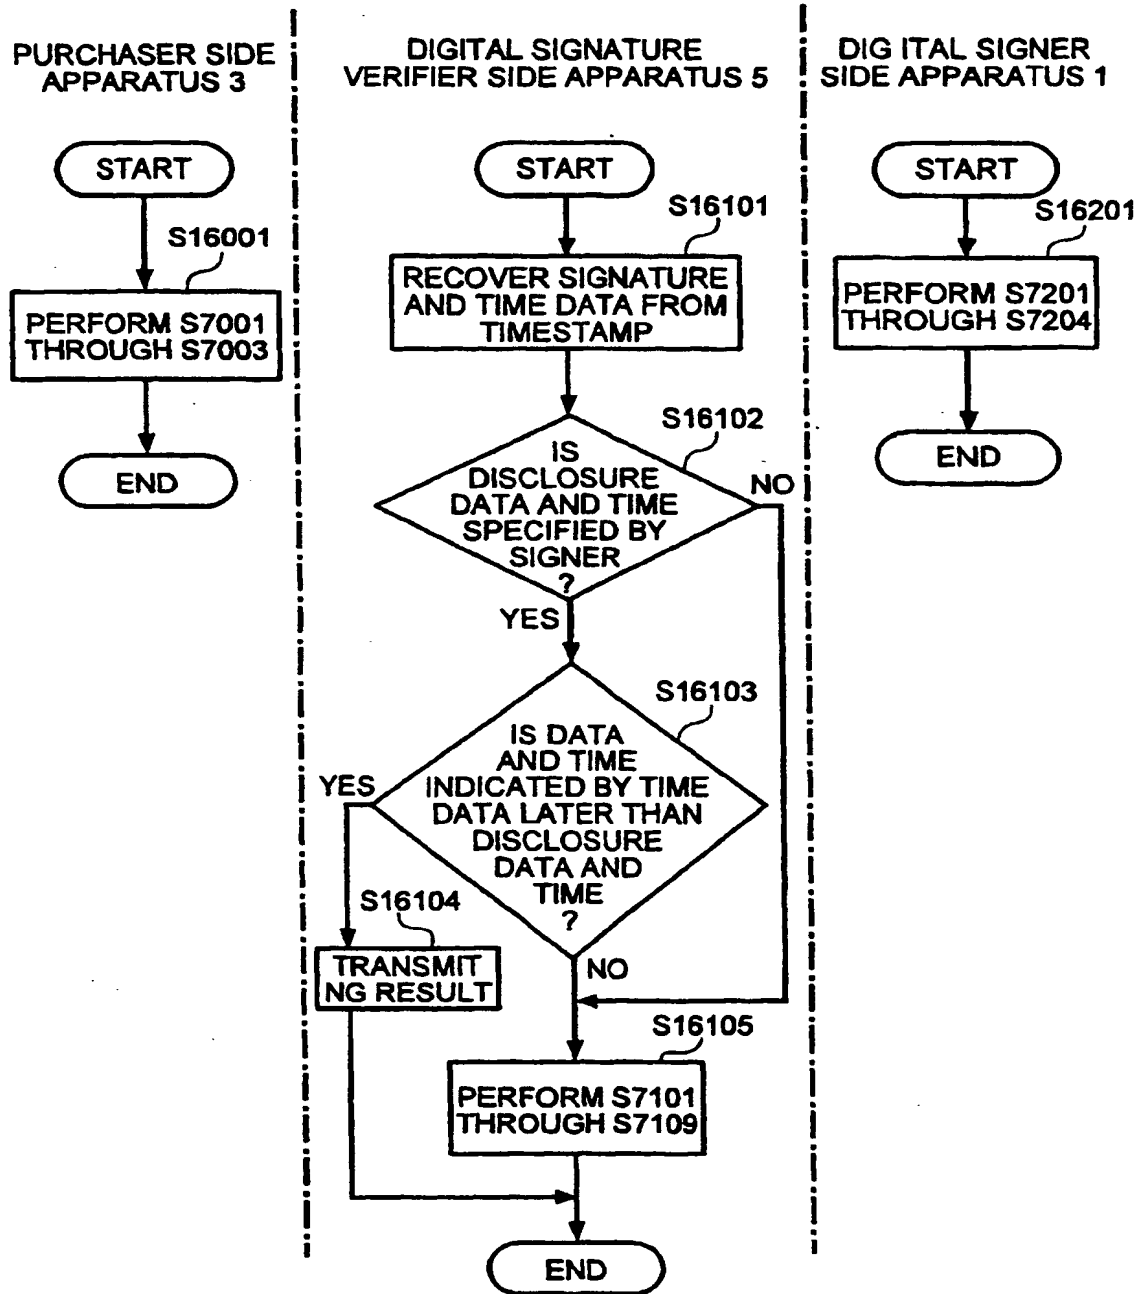 PURCHASER SIDE
APPARATUS 3
START
S16001
PERFORM S7001
THROUGH S7003
END
DIGITAL SIGNATURE
VERIFIER SIDE APPARATUS 5
START
S16101
RECOVER SIGNATURE
AND TIME DATA FROM
TIMESTAMP
S16102
IS
DISCLOSURE
DATA AND TIME
SPECIFIED BY
SIGNER
?
NO
YES
S16103
IS DATA
AND TIME
INDICATED BY TIME
DATA LATER THAN
DISCLOSURE
DATA AND
TIME
?
YES
S16104
TRANSMIT
NG RESULT
NO
S16105
PERFORM S7101
THROUGH S7109
END
DIG ITAL SIGNER
SIDE APPARATUS 1
START
S16201
PERFORM S7201
THROUGH S7204
END